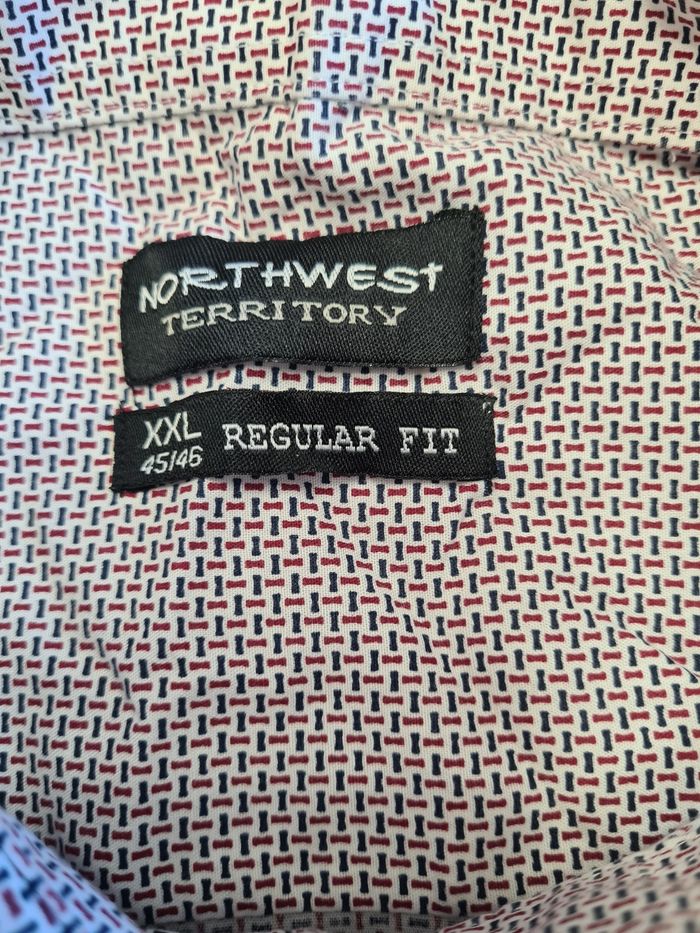 NORTHWEST
TERRITORY
XXL REGULAR FIT
45/46